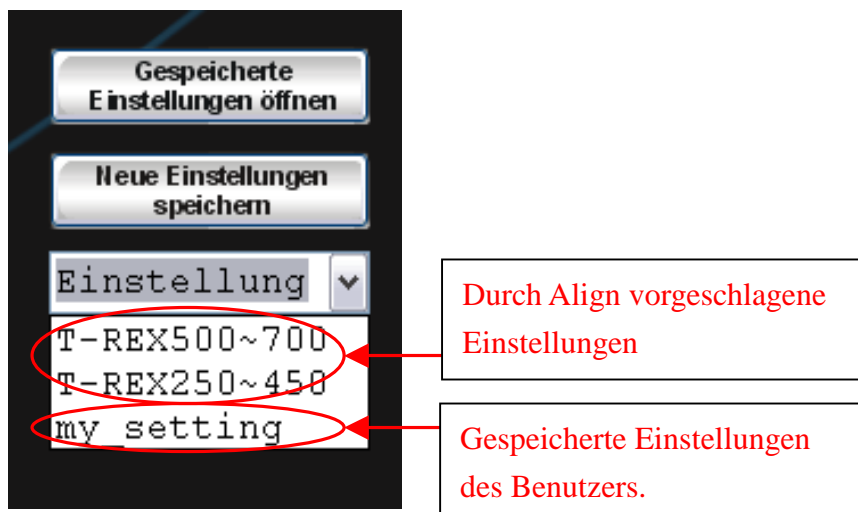 Gespeicherte
Einstellungen öffnen
Neue Einstellungen
speichern
Einstellung
T-REX500~700
T-REX250~450
my_setting
Durch Align vorgeschlagene
Einstellungen
Gespeicherte Einstellungen
des Benutzers.